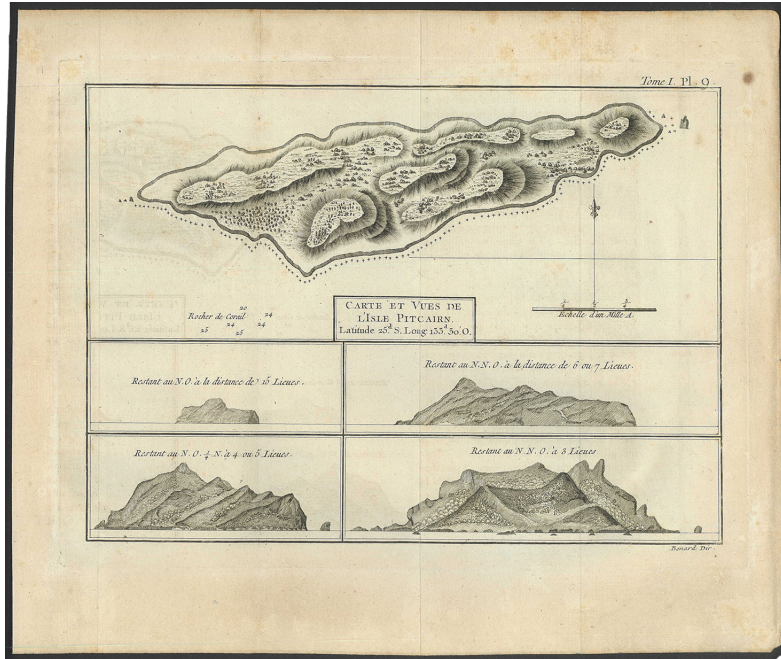 Tome I. Pl. 9.
20
Rocher de Corail 24
24 24
25 25
CARTE ET VUES DE
L'ISLE PITCAIRN.
Latitude 25.d S. Long. 133.d 30' O.
Echelle d'un Mille A.
Restant au N.O. à la distance de 15 Lieues.
Restant au N.N.O. à la distance de 6 ou 7 Lieues.
Restant au N.O. 1/4 N. à 4 ou 5 Lieues.
Restant au N.N.O. à 3 Lieues
Benard Dir.